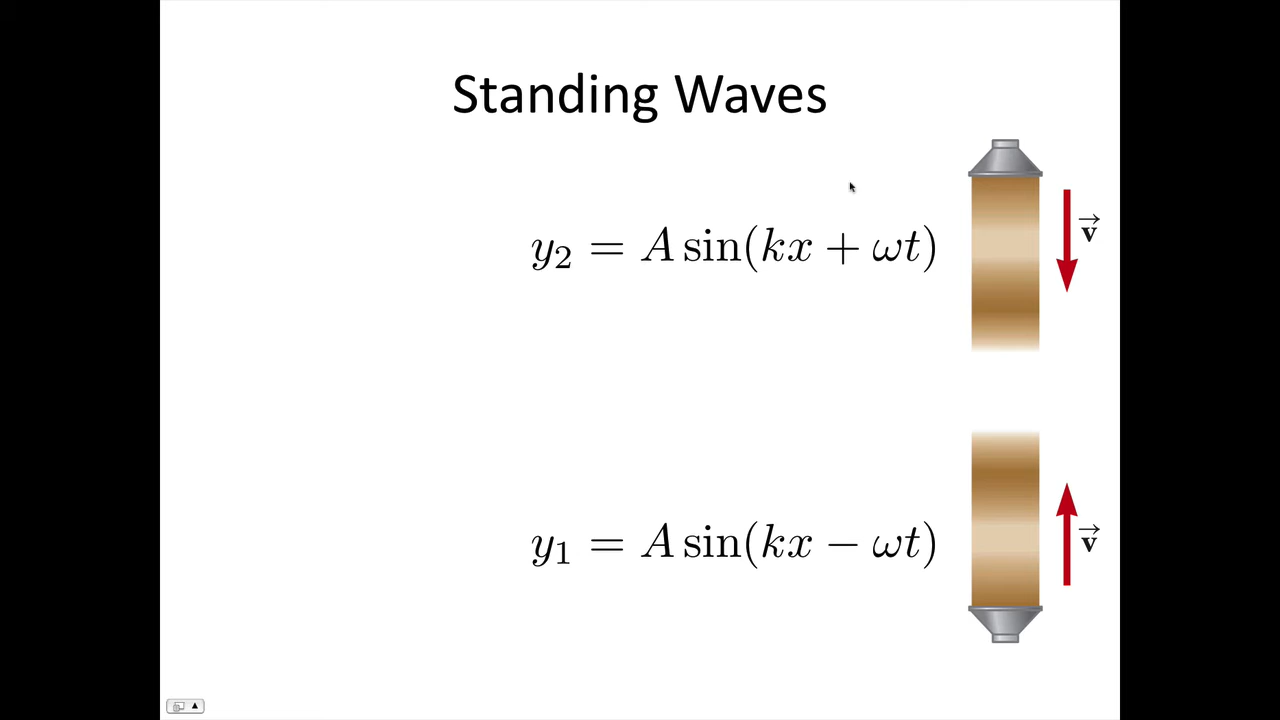 Standing Waves
y₂ = A sin(kx + ωt)
v⃗
y₁ = A sin(kx − ωt)
v⃗